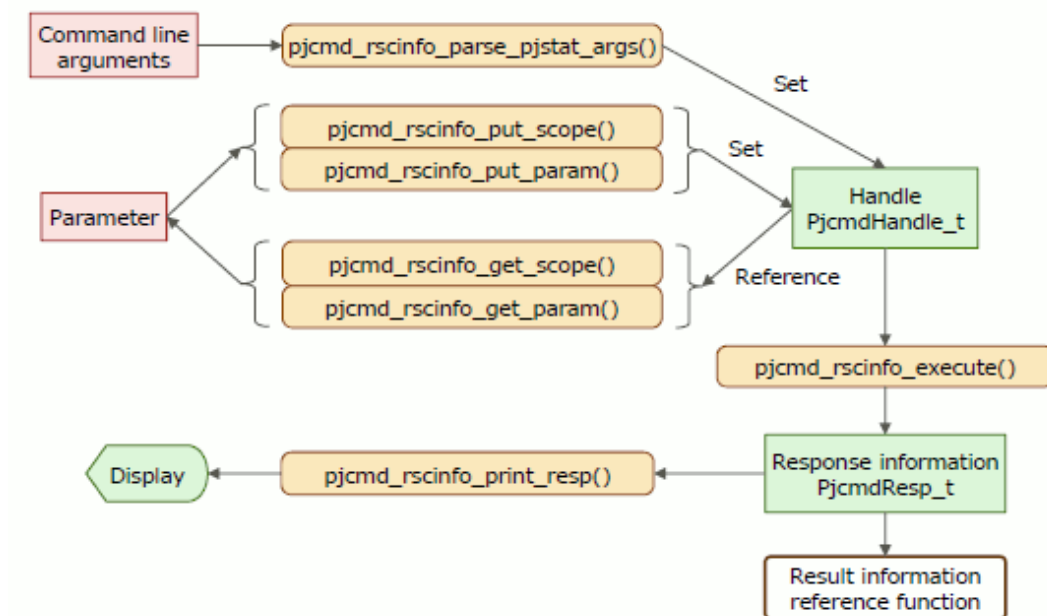 Command line
arguments
pjcmd_rscinfo_parse_pjstat_args()
Set
pjcmd_rscinfo_put_scope()
pjcmd_rscinfo_put_param()
Set
Parameter
Handle
PjcmdHandle_t
pjcmd_rscinfo_get_scope()
pjcmd_rscinfo_get_param()
Reference
pjcmd_rscinfo_execute()
Display
pjcmd_rscinfo_print_resp()
Response information
PjcmdResp_t
Result information
reference function